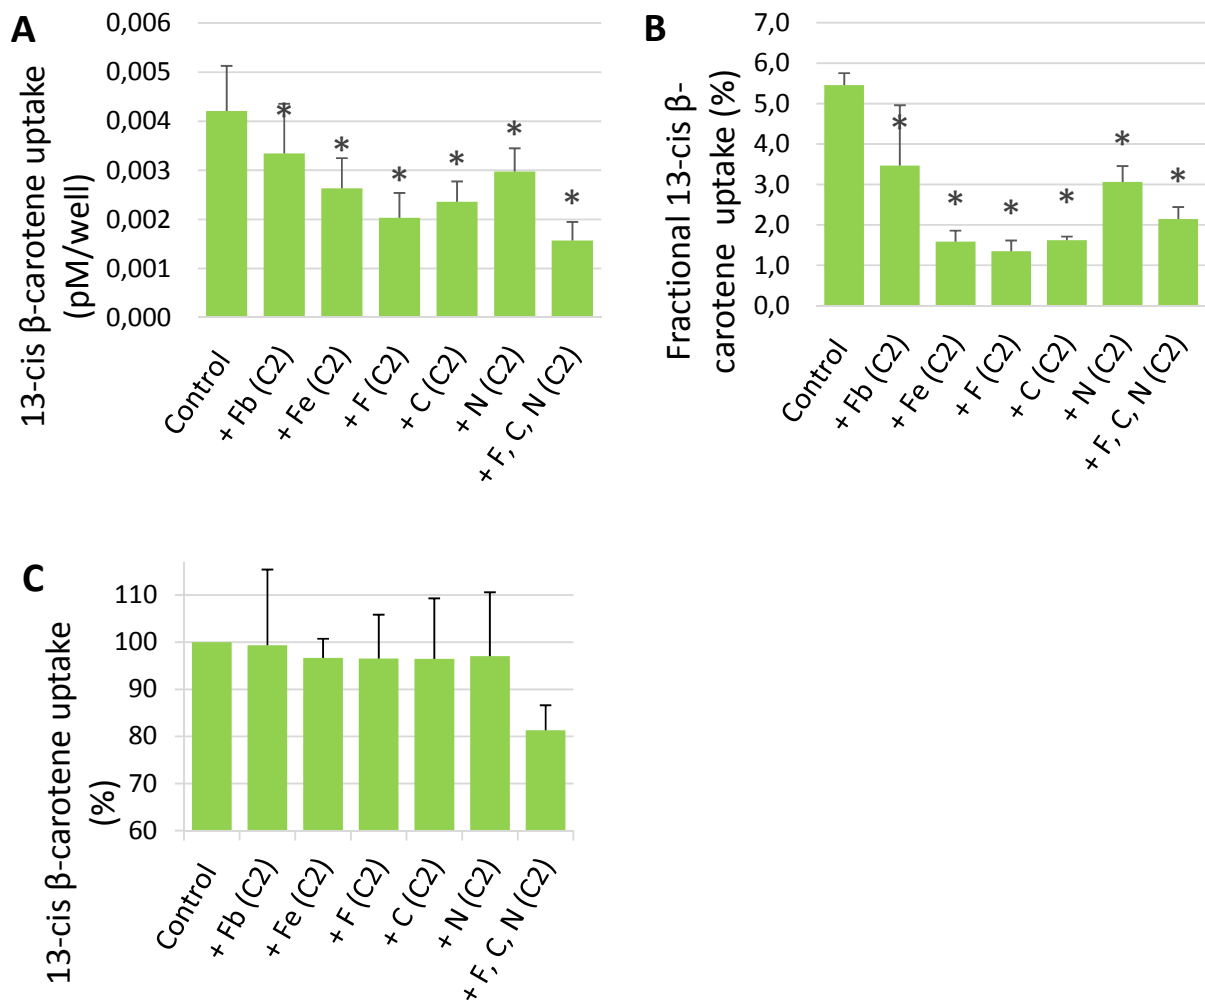 A
13-cis β-carotene uptake
(pM/well)
0,006
0,005
0,004
0,003
0,002
0,001
0,000
*
*
*
*
*
*
Control
+ Fb (C2)
+ Fe (C2)
+ F (C2)
+ C (C2)
+ N (C2)
+ F, C, N (C2)
B
Fractional 13-cis β-
carotene uptake (%)
7,0
6,0
5,0
4,0
3,0
2,0
1,0
0,0
*
*
*
*
*
*
Control
+ Fb (C2)
+ Fe (C2)
+ F (C2)
+ C (C2)
+ N (C2)
+ F, C, N (C2)
C
13-cis β-carotene uptake
(%)
110
100
90
80
70
60
Control
+ Fb (C2)
+ Fe (C2)
+ F (C2)
+ C (C2)
+ N (C2)
+ F, C, N (C2)